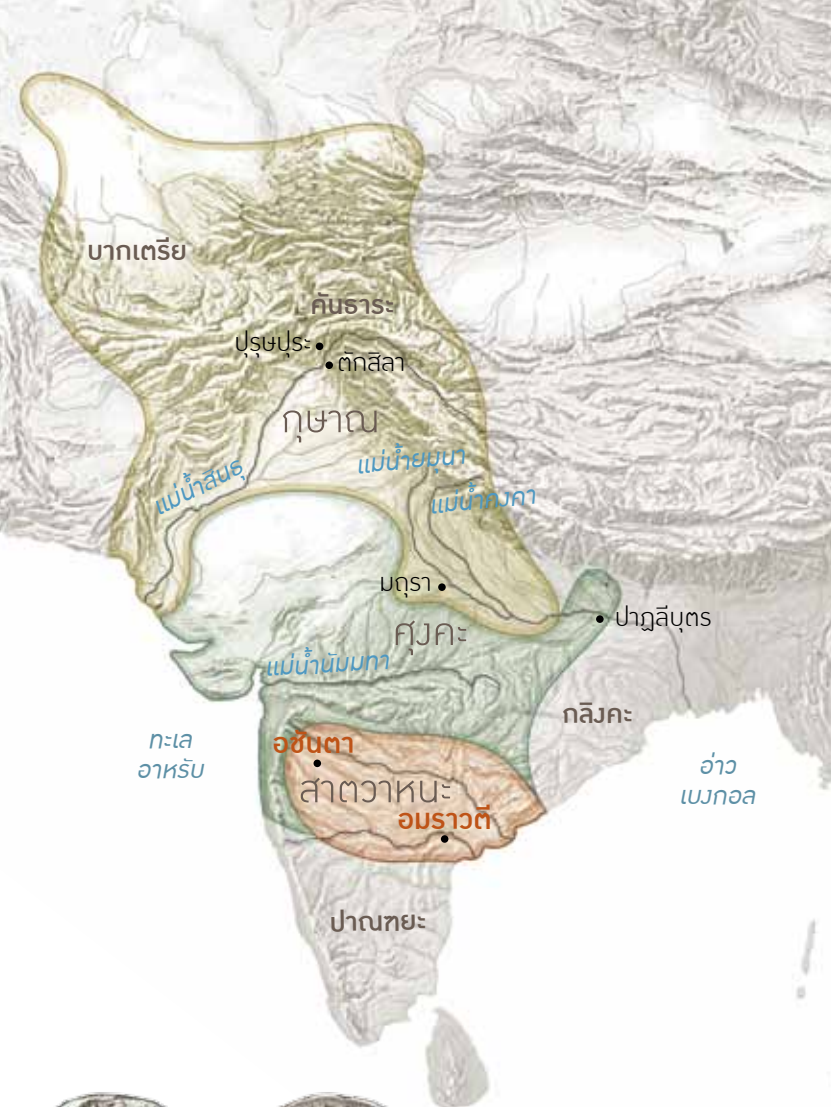 บากเตรีย
คันธาระ
ปุรุษปุระ
ตักสิลา
กุษาณ
แม่น้ำสินธุ
แม่น้ำยมุนา
แม่น้ำคงคา
มถุรา
ปาฏลีบุตร
ศุงคะ
แม่น้ำนัมมทา
กลิงคะ
ทะเล
อาหรับ
อชันตา
อ่าว
เบงกอล
สาตวาหนะ
อมราวตี
ปาณฑยะ